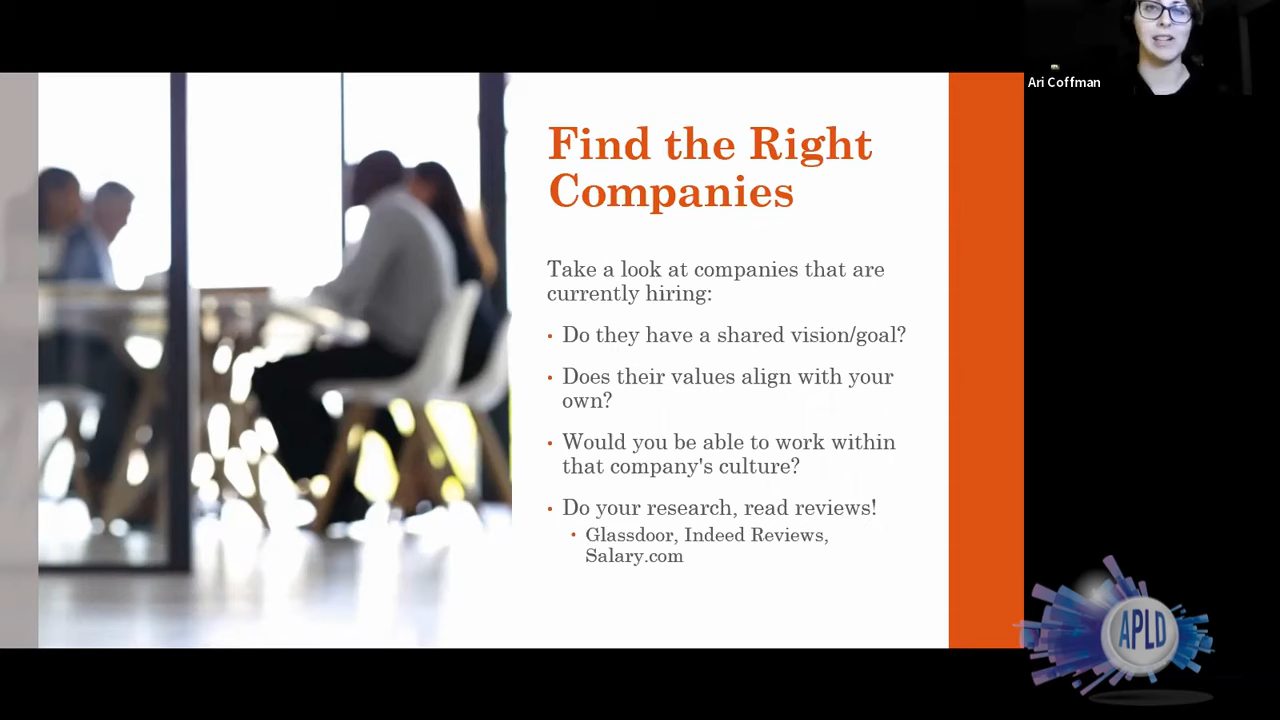 Ari Coffman
Find the Right
Companies
Take a look at companies that are
currently hiring:
• Do they have a shared vision/goal?
• Does their values align with your
own?
• Would you be able to work within
that company's culture?
• Do your research, read reviews!
• Glassdoor, Indeed Reviews,
Salary.com
APLD